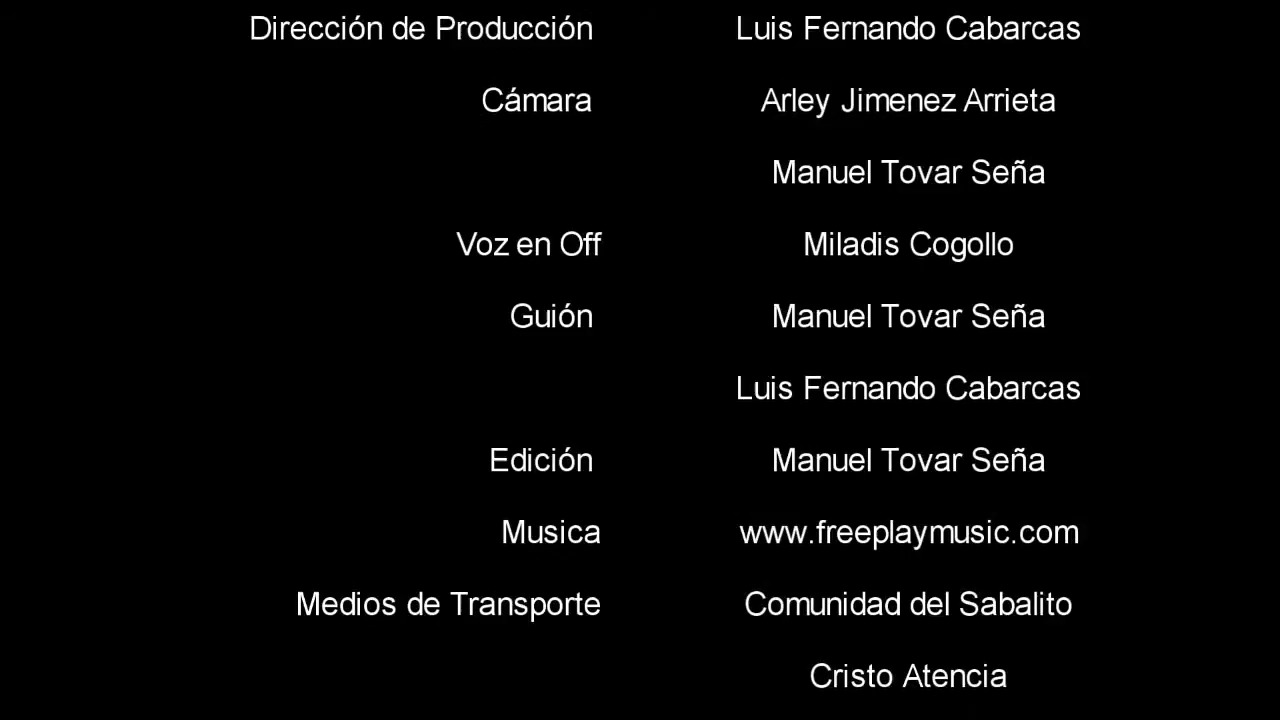 Dirección de Producción Luis Fernando Cabarcas
Cámara Arley Jimenez Arrieta
Manuel Tovar Seña
Voz en Off Miladis Cogollo
Guión Manuel Tovar Seña
Luis Fernando Cabarcas
Edición Manuel Tovar Seña
Musica www.freeplaymusic.com
Medios de Transporte Comunidad del Sabalito
Cristo Atencia